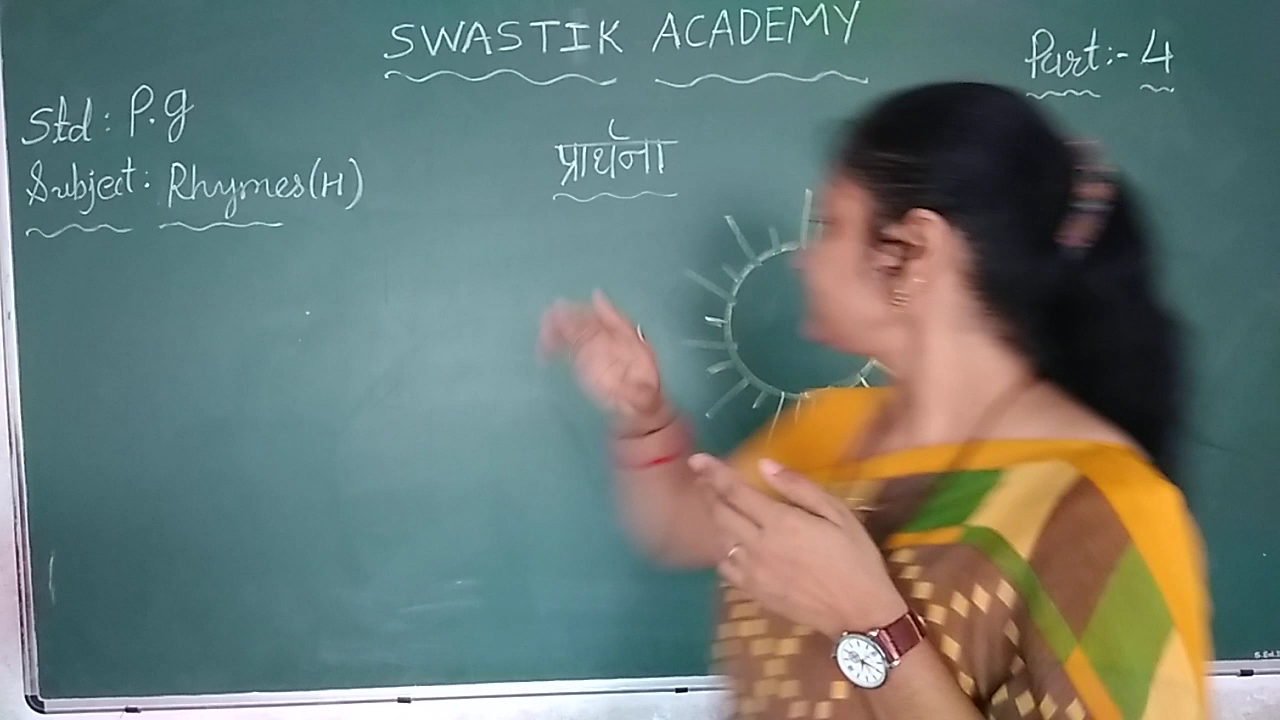 SWASTIK ACADEMY
Part:- 4
Std: P.g
Subject: Rhymes(H)
प्रार्थना